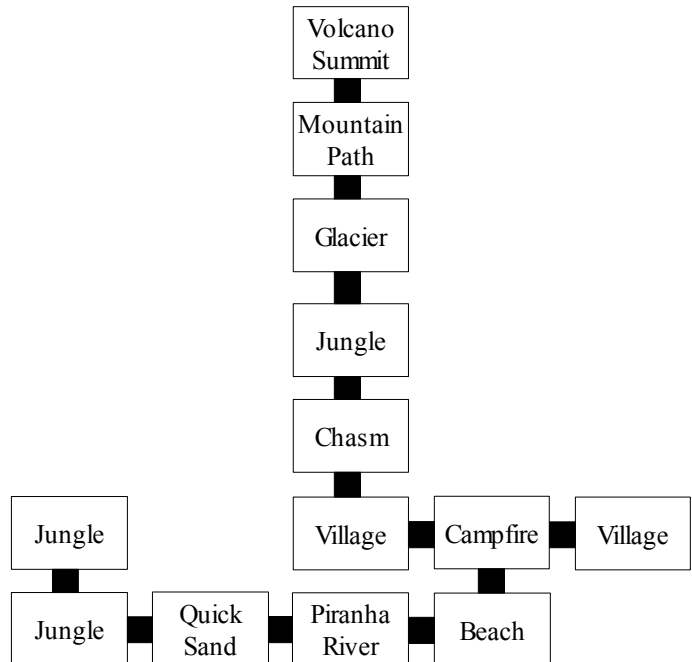 Volcano
Summit
Mountain
Path
Glacier
Jungle
Chasm
Jungle
Village
Campfire
Village
Jungle
Quick
Sand
Piranha
River
Beach